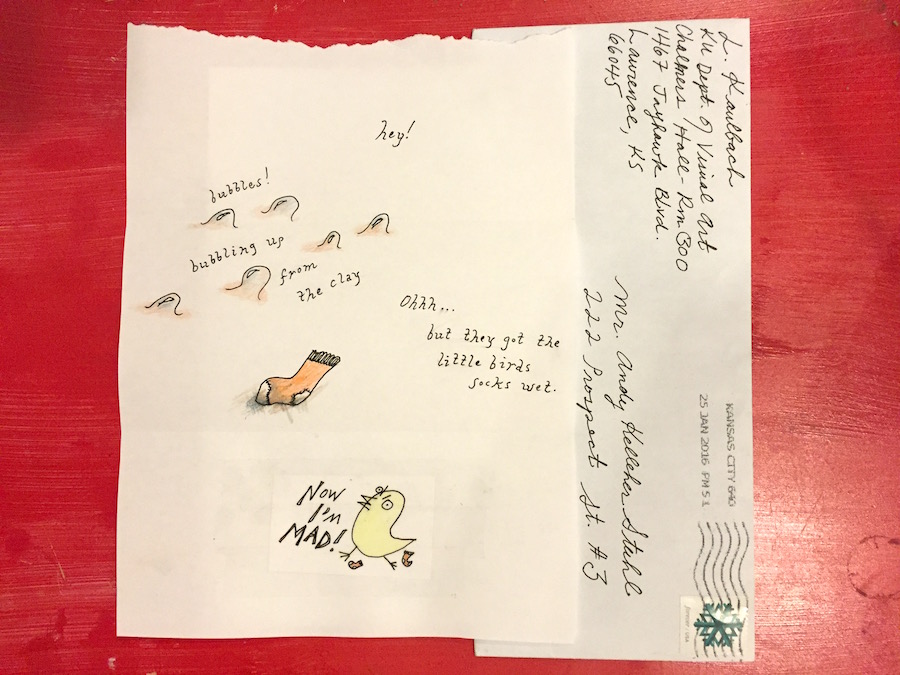 hey!
bubbles!
bubbling up
from
the clay
Ohhh...
but they got the
little birds
socks wet.
Now
I'm
MAD!
L. Kaulbach
KU Dept. of Visual Art
Chalmers Hall - Rm 300
1467 Jayhawk Blvd.
Lawrence, KS
66045
Mr. Andy Kelleher Stuhl
222 Prospect St. #3
KANSAS CITY 640
25 JAN 2016 PM 5 L